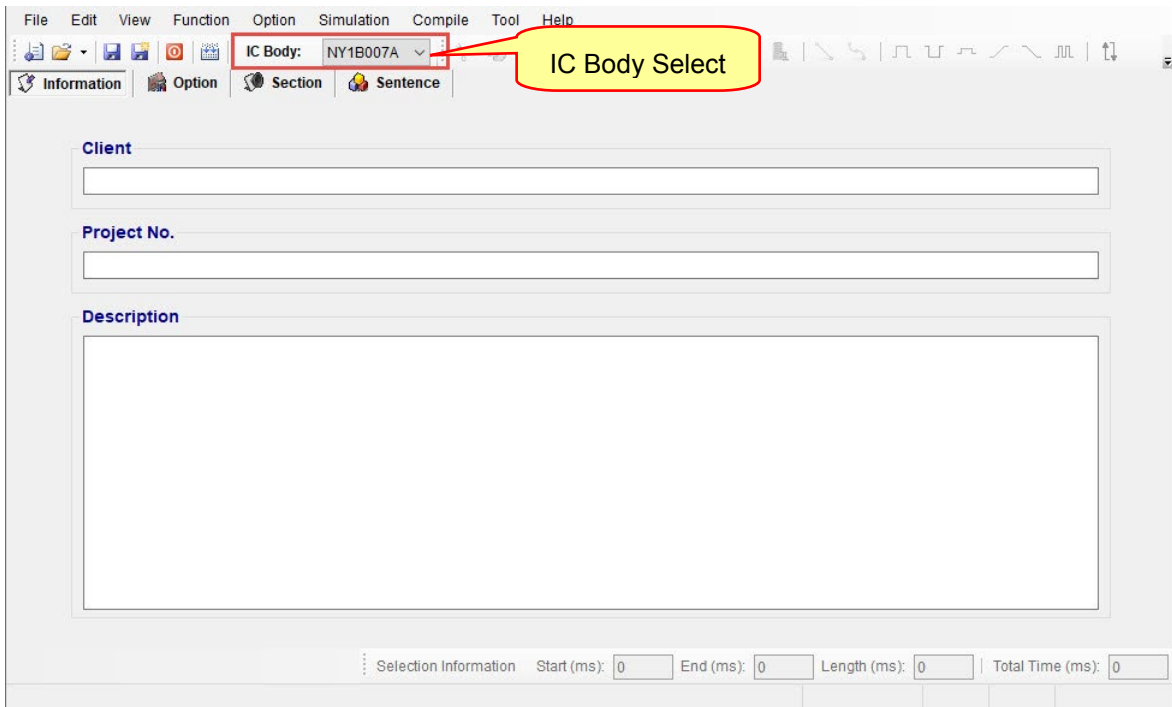 File Edit View Function Option Simulation Compile Tool Help
IC Body: NY1B007A
IC Body Select
Information Option Section Sentence
Client
Project No.
Description
Selection Information Start (ms): 0 End (ms): 0 Length (ms): 0 Total Time (ms): 0